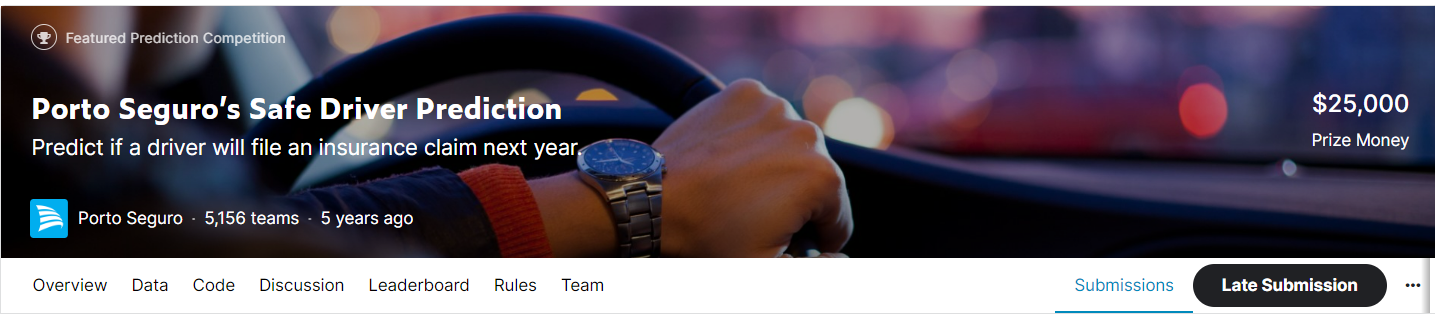 Featured Prediction Competition
Porto Seguro’s Safe Driver Prediction
Predict if a driver will file an insurance claim next year.
$25,000
Prize Money
Porto Seguro · 5,156 teams · 5 years ago
Overview Data Code Discussion Leaderboard Rules Team Submissions Late Submission ···